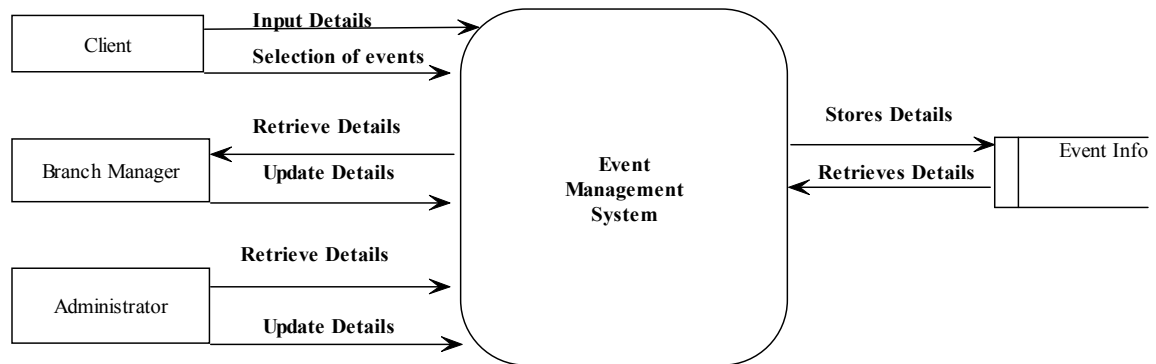 Input Details
Client
Selection of events
Retrieve Details
Branch Manager
Update Details
Retrieve Details
Administrator
Update Details
Event
Management
System
Stores Details
Event Info
Retrieves Details